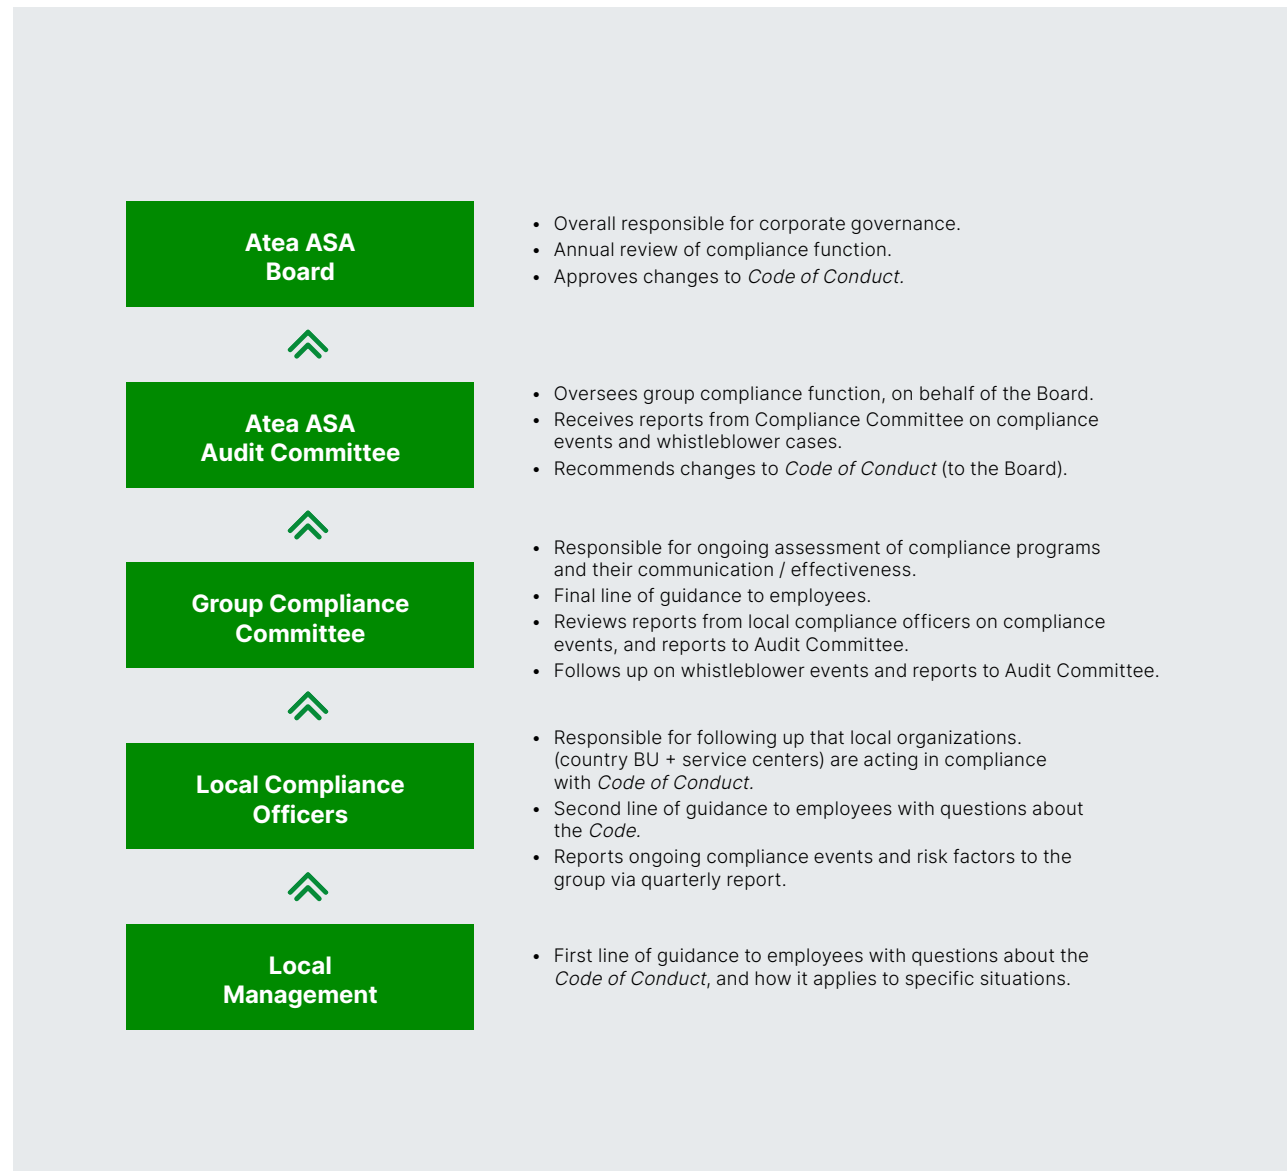 Atea ASA
Board
• Overall responsible for corporate governance.
• Annual review of compliance function.
• Approves changes to Code of Conduct.
Atea ASA
Audit Committee
• Oversees group compliance function, on behalf of the Board.
• Receives reports from Compliance Committee on compliance
events and whistleblower cases.
• Recommends changes to Code of Conduct (to the Board).
Group Compliance
Committee
• Responsible for ongoing assessment of compliance programs
and their communication / effectiveness.
• Final line of guidance to employees.
• Reviews reports from local compliance officers on compliance
events, and reports to Audit Committee.
• Follows up on whistleblower events and reports to Audit Committee.
Local Compliance
Officers
• Responsible for following up that local organizations.
(country BU + service centers) are acting in compliance
with Code of Conduct.
• Second line of guidance to employees with questions about
the Code.
• Reports ongoing compliance events and risk factors to the
group via quarterly report.
Local
Management
• First line of guidance to employees with questions about the
Code of Conduct, and how it applies to specific situations.